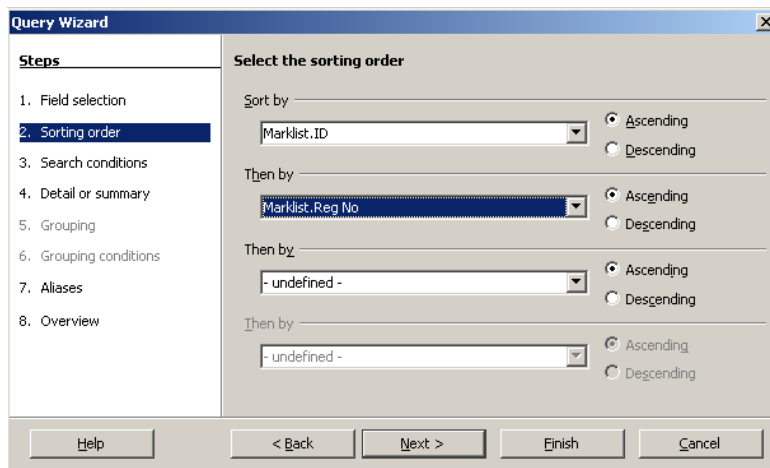 Query Wizard
Steps
1. Field selection
2. Sorting order
3. Search conditions
4. Detail or summary
5. Grouping
6. Grouping conditions
7. Aliases
8. Overview
Select the sorting order
Sort by
Marklist.ID
Ascending
Descending
Then by
Marklist.Reg No
Ascending
Descending
Then by
- undefined -
Ascending
Descending
Then by
- undefined -
Ascending
Descending
Help
< Back
Next >
Finish
Cancel